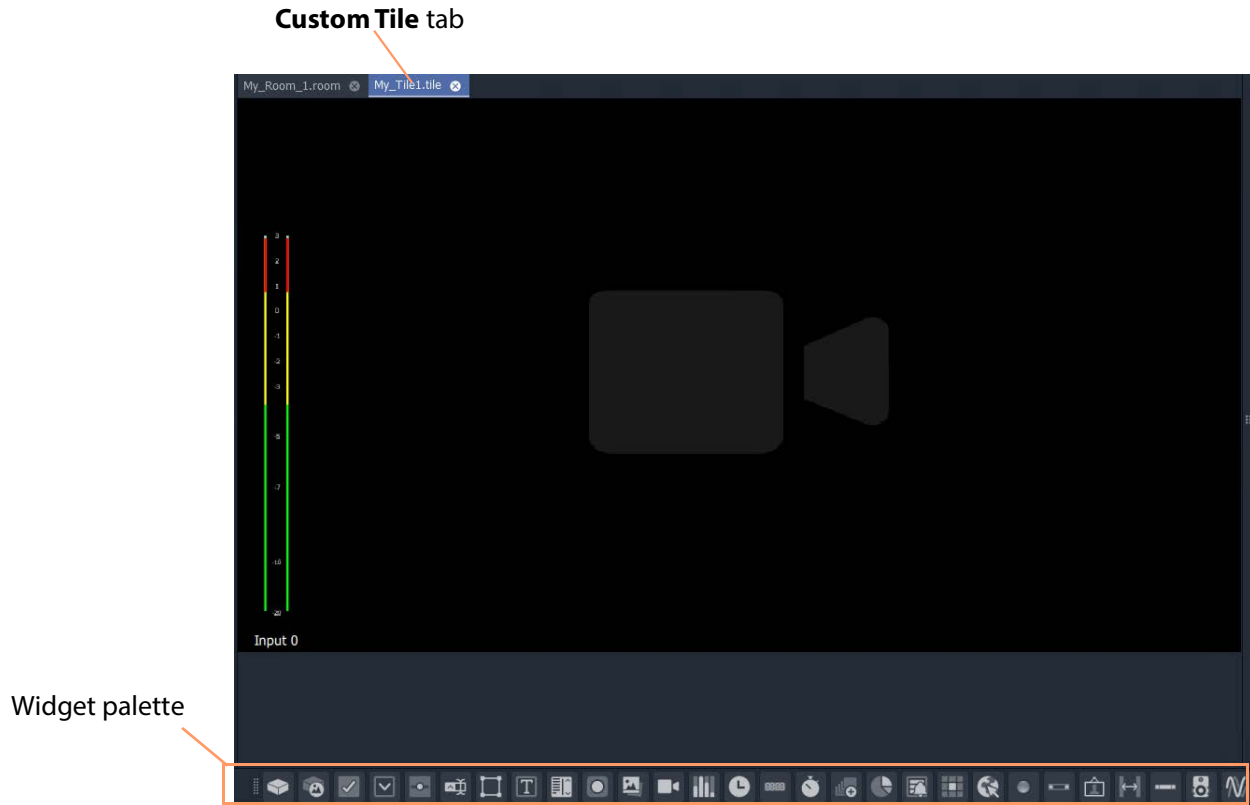 Custom Tile tab
My_Room_1.room
My_Tile1.tile
3
2
1
0
-1
-2
-3
-5
-7
-10
-20
Input 0
Widget palette
T